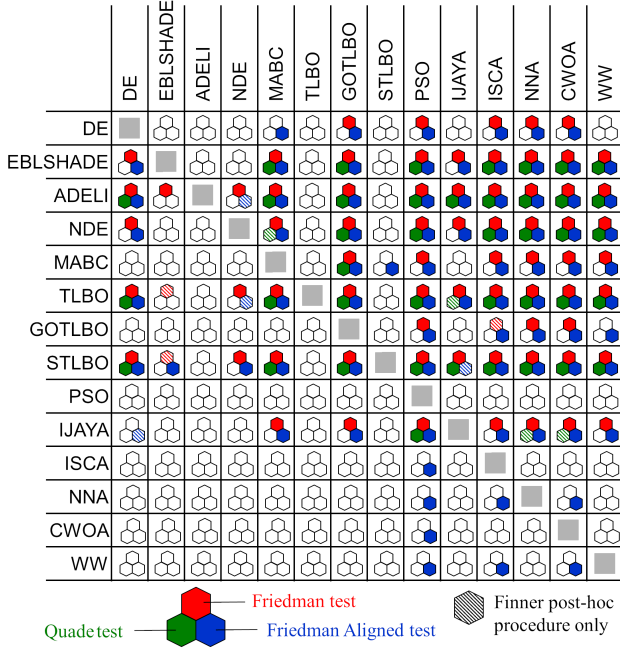 DE
EBLSHADE
ADELI
NDE
MABC
TLBO
GOTLBO
STLBO
PSO
IJAYA
ISCA
NNA
CWOA
WW
DE
EBLSHADE
ADELI
NDE
MABC
TLBO
GOTLBO
STLBO
PSO
IJAYA
ISCA
NNA
CWOA
WW
Friedman test
Quade test
Friedman Aligned test
Finner post-hoc
procedure only